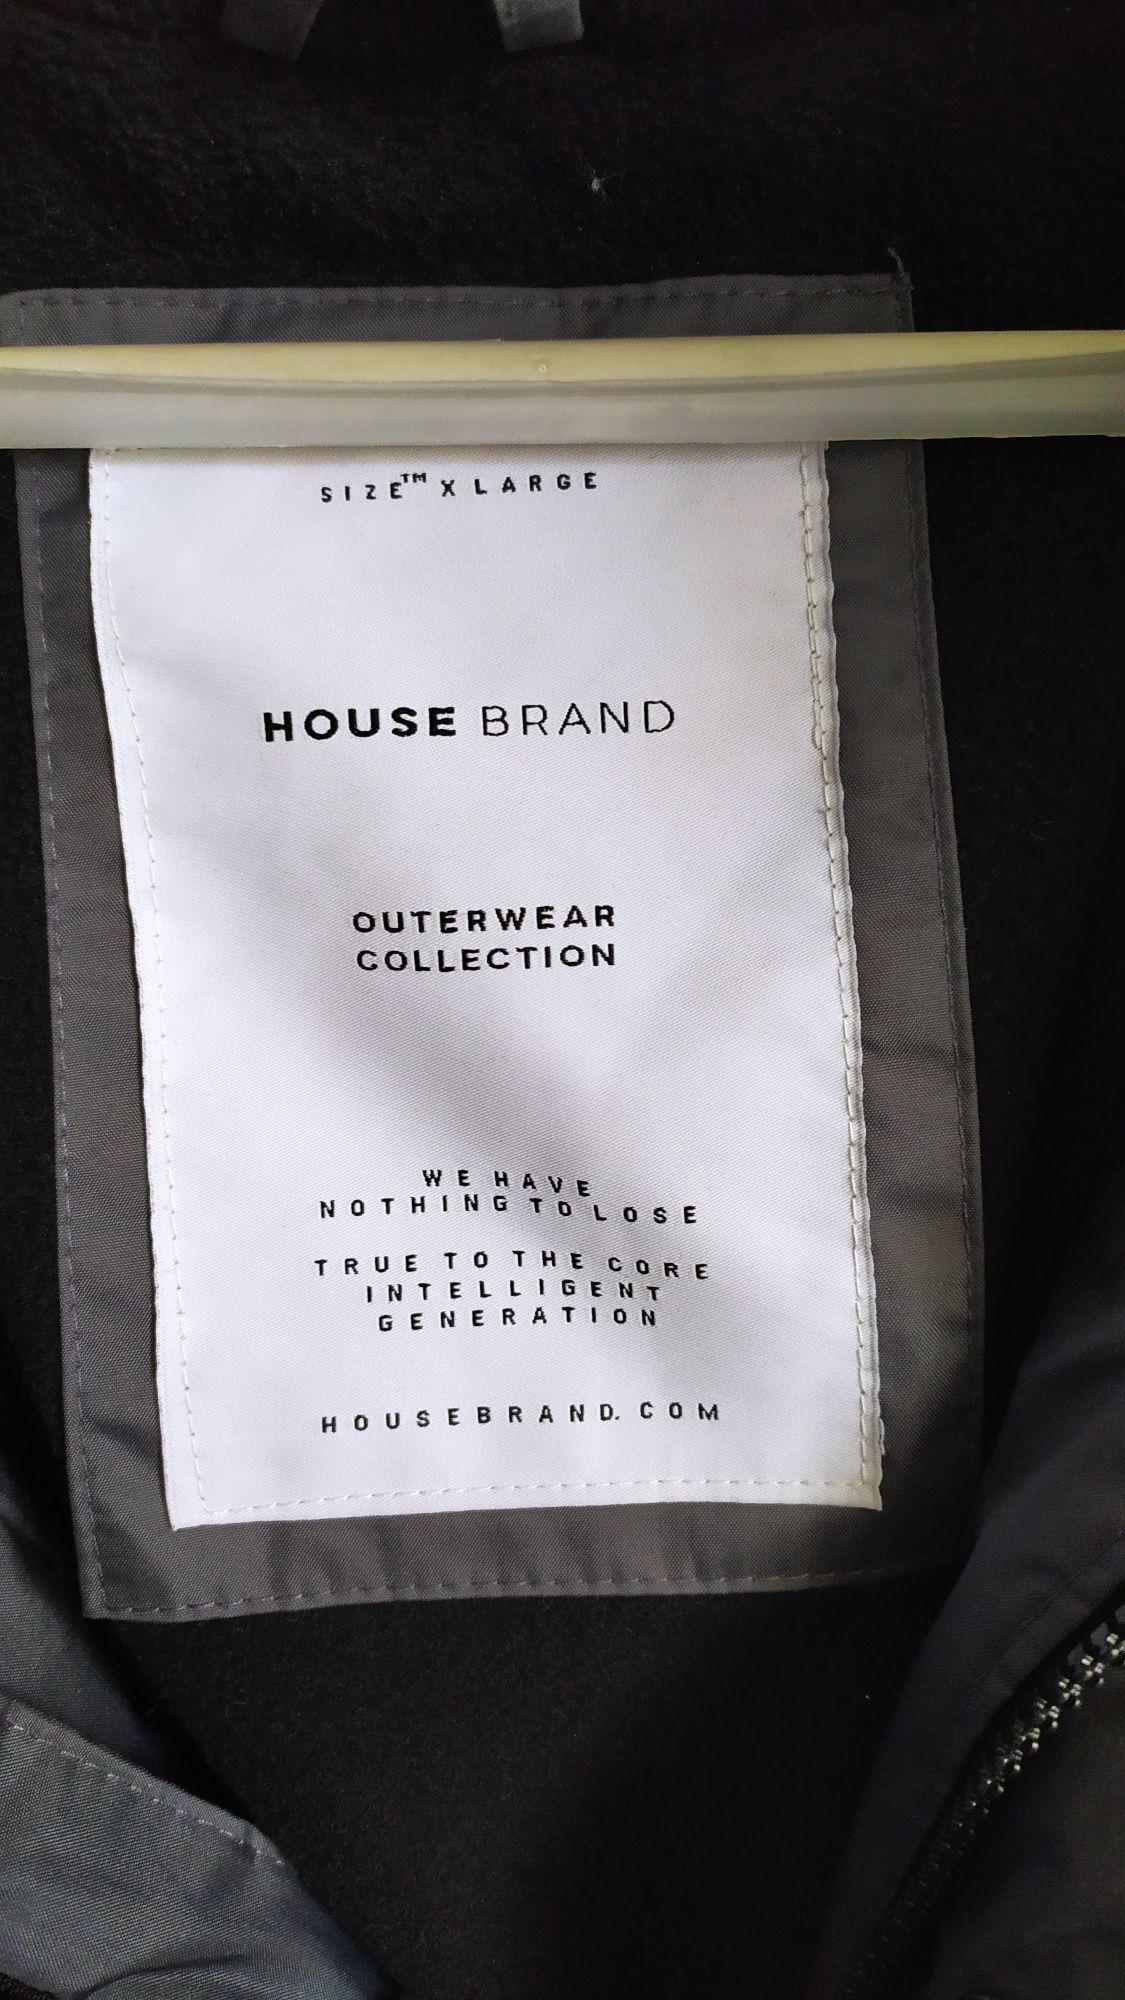 SIZE™ X LARGE
HOUSE BRAND
OUTERWEAR
COLLECTION
WE HAVE
NOTHING TO LOSE
TRUE TO THE CORE
INTELLIGENT
GENERATION
HOUSEBRAND.COM